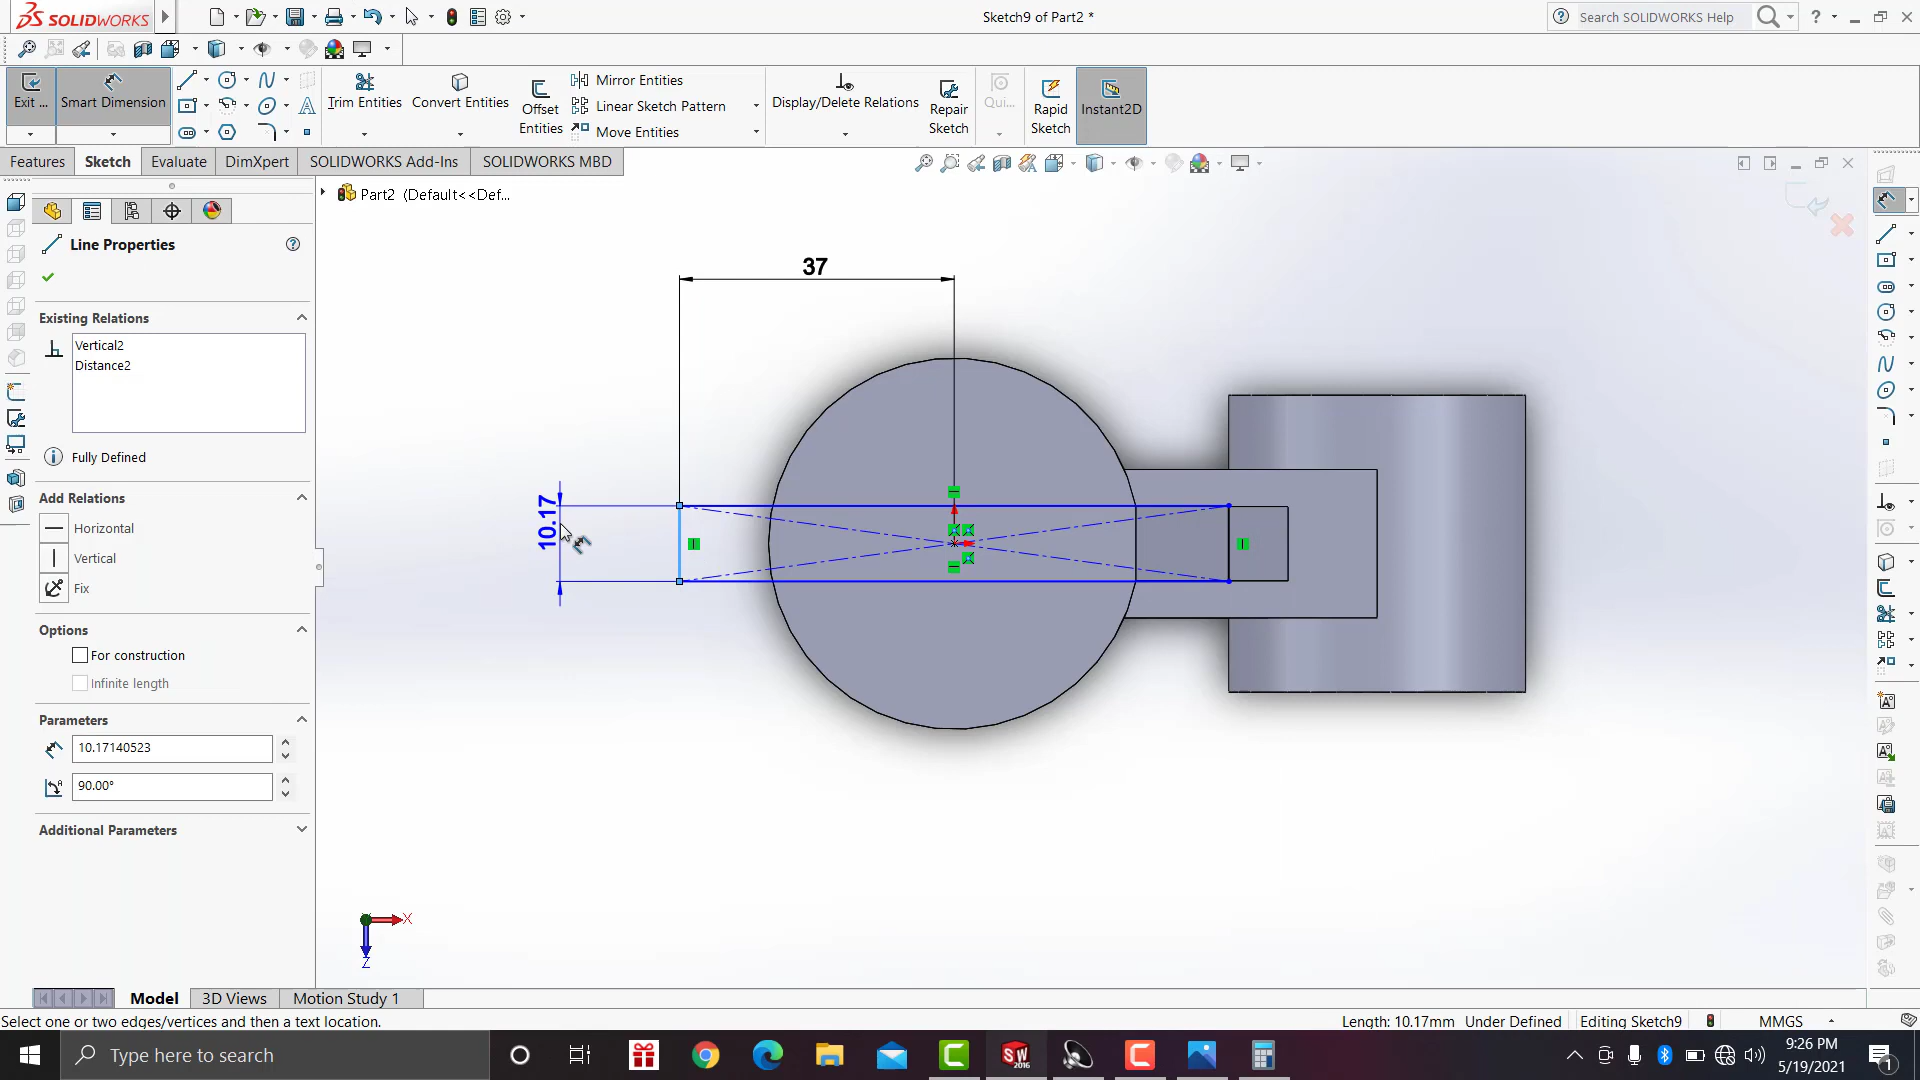 SOLIDWORKS
Sketch9 of Part2 *
Search SOLIDWORKS Help
Exit ...
Smart Dimension
Trim Entities
Convert Entities
Offset Entities
Mirror Entities
Linear Sketch Pattern
Move Entities
Display/Delete Relations
Repair Sketch
Qui...
Rapid Sketch
Instant2D
Features
Sketch
Evaluate
DimXpert
SOLIDWORKS Add-Ins
SOLIDWORKS MBD
Part2 (Default<<Def...
Line Properties
Existing Relations
Vertical2
Distance2
Fully Defined
Add Relations
Horizontal
Vertical
Fix
Options
For construction
Infinite length
Parameters
10.17140523
90.00°
Additional Parameters
37
10.17
X
Z
Model
3D Views
Motion Study 1
Select one or two edges/vertices and then a text location.
Length: 10.17mm
Under Defined
Editing Sketch9
MMGS
Type here to search
SW
2016
9:26 PM
5/19/2021
1